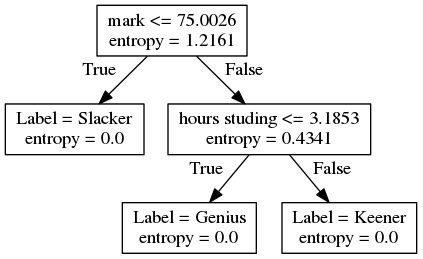 mark <= 75.0026
entropy = 1.2161
True
False
Label = Slacker
entropy = 0.0
hours studing <= 3.1853
entropy = 0.4341
True
False
Label = Genius
entropy = 0.0
Label = Keener
entropy = 0.0